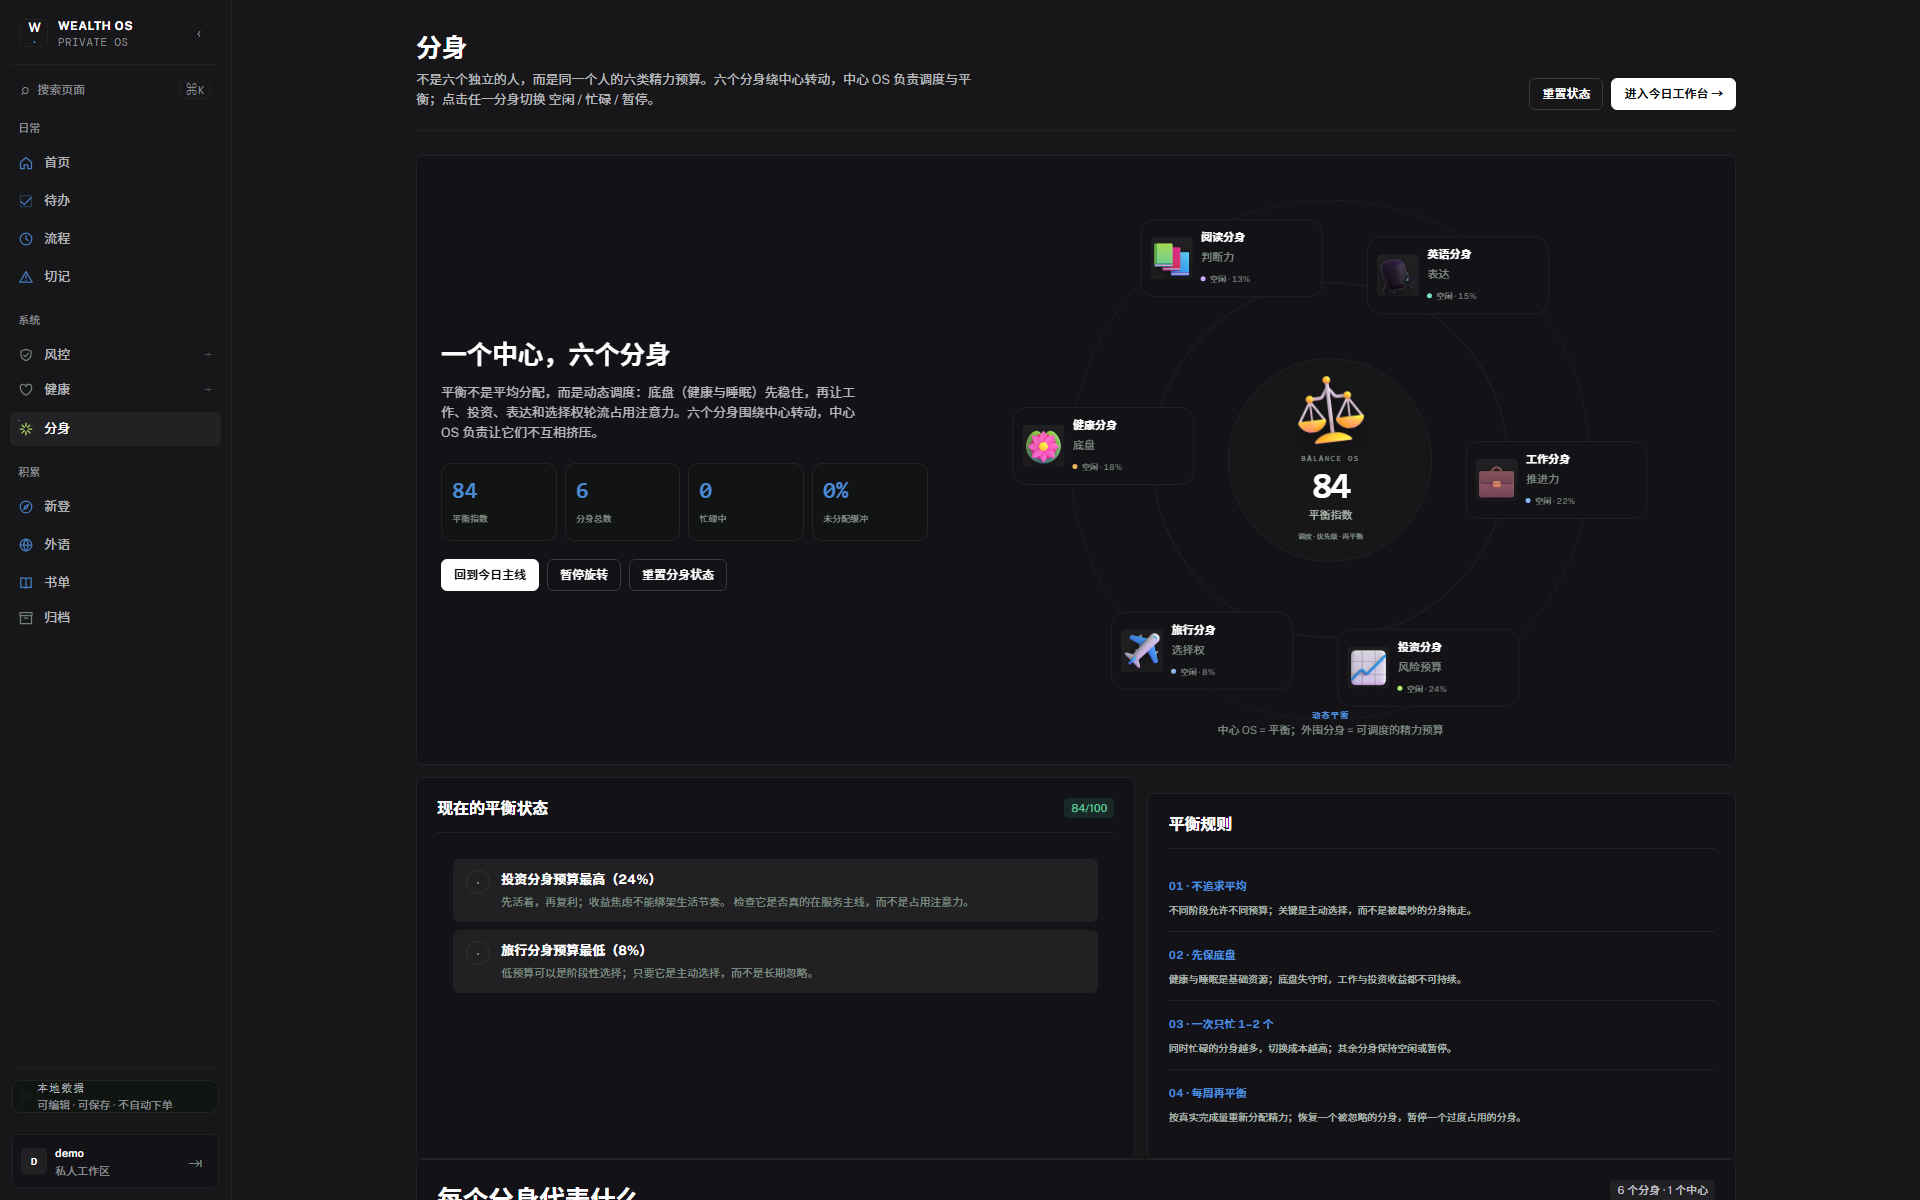 W
WEALTH OS
PRIVATE OS
搜索页面
⌘K
日常
首页
待办
流程
切记
系统
风控
健康
分身
积累
新登
外语
书单
归档
本地数据
可编辑 · 可保存 · 不自动下单
D
demo
私人工作区
分身
不是六个独立的人，而是同一个人的六类精力预算。六个分身绕中心转动，中心 OS 负责调度与平
衡；点击任一分身切换 空闲 / 忙碌 / 暂停。
重置状态
进入今日工作台 →
一个中心，六个分身
平衡不是平均分配，而是动态调度：底盘（健康与睡眠）先稳住，再让工
作、投资、表达和选择权轮流占用注意力。六个分身围绕中心转动，中心
OS 负责让它们不互相挤压。
84
平衡指数
6
分身总数
0
忙碌中
0%
未分配缓冲
回到今日主线
暂停旋转
重置分身状态
阅读分身
判断力
空闲 · 13%
英语分身
表达
空闲 · 15%
健康分身
底盘
空闲 · 18%
BALANCE OS
84
平衡指数
调度 · 优先级 · 再平衡
工作分身
推进力
空闲 · 22%
旅行分身
选择权
空闲 · 8%
投资分身
风险预算
空闲 · 24%
动态平衡
中心 OS = 平衡；外围分身 = 可调度的精力预算
现在的平衡状态
84/100
投资分身预算最高（24%）
先活着，再复利；收益焦虑不能绑架生活节奏。 检查它是否真的在服务主线，而不是占用注意力。
旅行分身预算最低（8%）
低预算可以是阶段性选择；只要它是主动选择，而不是长期忽略。
平衡规则
01 · 不追求平均
不同阶段允许不同预算；关键是主动选择，而不是被最吵的分身拖走。
02 · 先保底盘
健康与睡眠是基础资源；底盘失守时，工作与投资收益都不可持续。
03 · 一次只忙 1–2 个
同时忙碌的分身越多，切换成本越高；其余分身保持空闲或暂停。
04 · 每周再平衡
按真实完成量重新分配精力；恢复一个被忽略的分身，暂停一个过度占用的分身。
每个分身代表什么
6 个分身 · 1 个中心